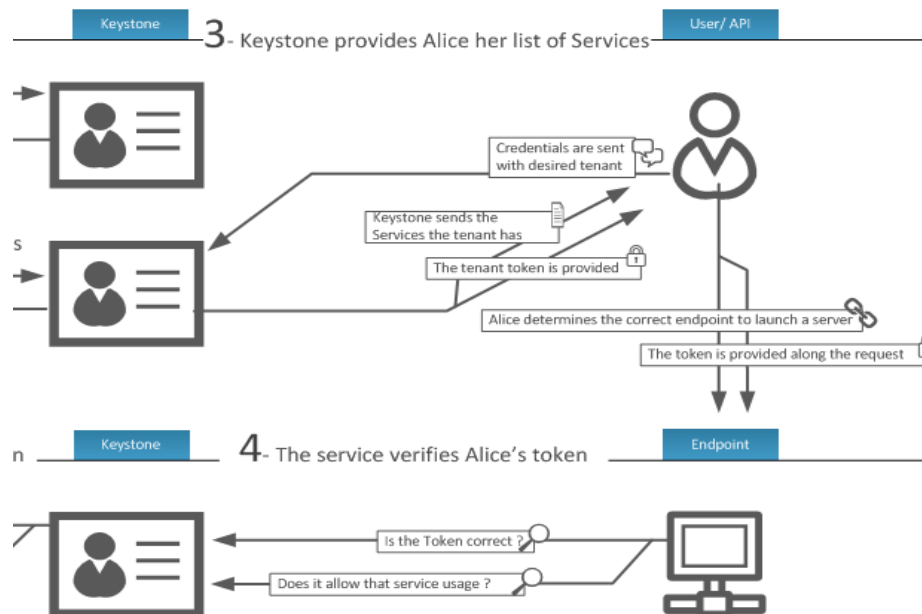 Keystone
3- Keystone provides Alice her list of Services
User/ API
Credentials are sent
with desired tenant
Keystone sends the
Services the tenant has
s
The tenant token is provided
Alice determines the correct endpoint to launch a server
The token is provided along the request
n
Keystone
4- The service verifies Alice’s token
Endpoint
Is the Token correct ?
Does it allow that service usage ?